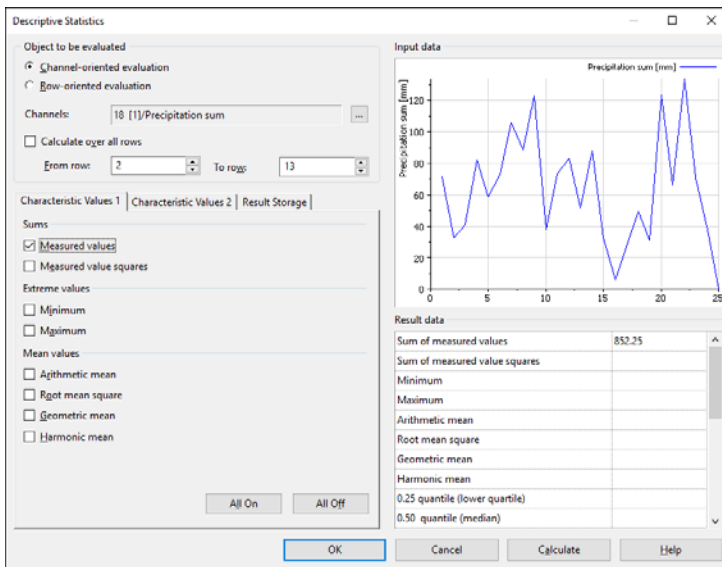 Descriptive Statistics
Object to be evaluated
Channel-oriented evaluation
Row-oriented evaluation
Channels: 18 [1]/Precipitation sum ...
Calculate over all rows
From row: 2 To row: 13
Characteristic Values 1 Characteristic Values 2 Result Storage
Sums
Measured values
Measured value squares
Extreme values
Minimum
Maximum
Mean values
Arithmetic mean
Root mean square
Geometric mean
Harmonic mean
All On All Off
Input data
Precipitation sum [mm]
Precipitation sum [mm]
120
100
80
60
40
20
0
0 5 10 15 20 25
Result data
Sum of measured values 852.25
Sum of measured value squares
Minimum
Maximum
Arithmetic mean
Root mean square
Geometric mean
Harmonic mean
0.25 quantile (lower quartile)
0.50 quantile (median)
OK Cancel Calculate Help